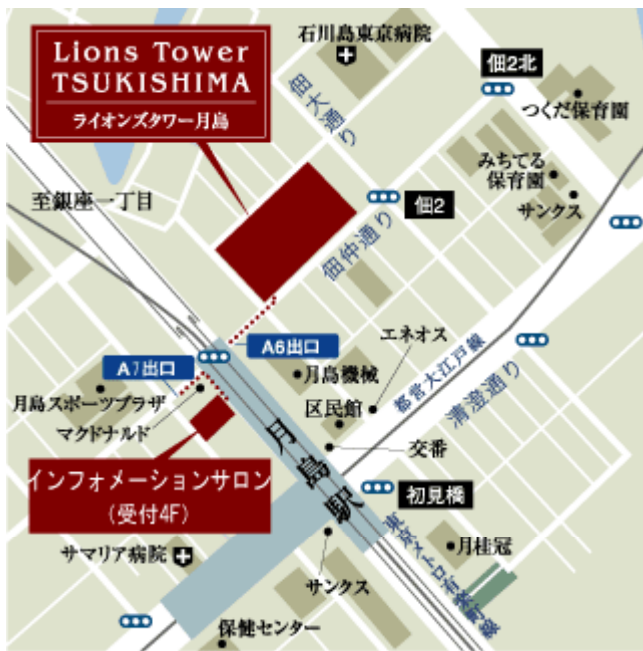 Lions Tower
TSUKISHIMA
ライオンズタワー月島
石川島東京病院
佃2北
つくだ保育園
佃大通り
みちてる
保育園
サンクス
至銀座一丁目
佃2
佃仲通り
A6出口
エネオス
都営大江戸線
清澄通り
A7出口
月島機械
月島スポーツプラザ
マクドナルド
区民館
交番
月島駅
インフォメーションサロン
(受付4F)
初見橋
サマリア病院
サンクス
月桂冠
東京メトロ有楽町線
保健センター